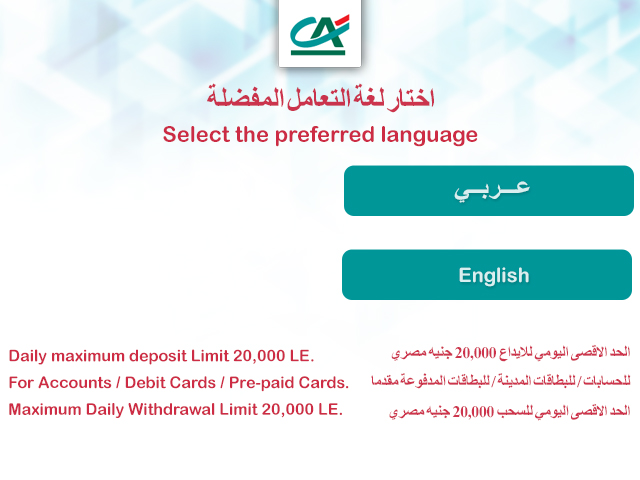 اختار لغة التعامل المفضلة
Select the preferred language
عـــربـــي
English
Daily maximum deposit Limit 20,000 LE.
For Accounts / Debit Cards / Pre-paid Cards.
Maximum Daily Withdrawal Limit 20,000 LE.
الحد الاقصى اليومي للايداع 20,000 جنيه مصري
للحسابات / للبطاقات المدينة / للبطاقات المدفوعة مقدما
الحد الاقصى اليومي للسحب 20,000 جنيه مصري